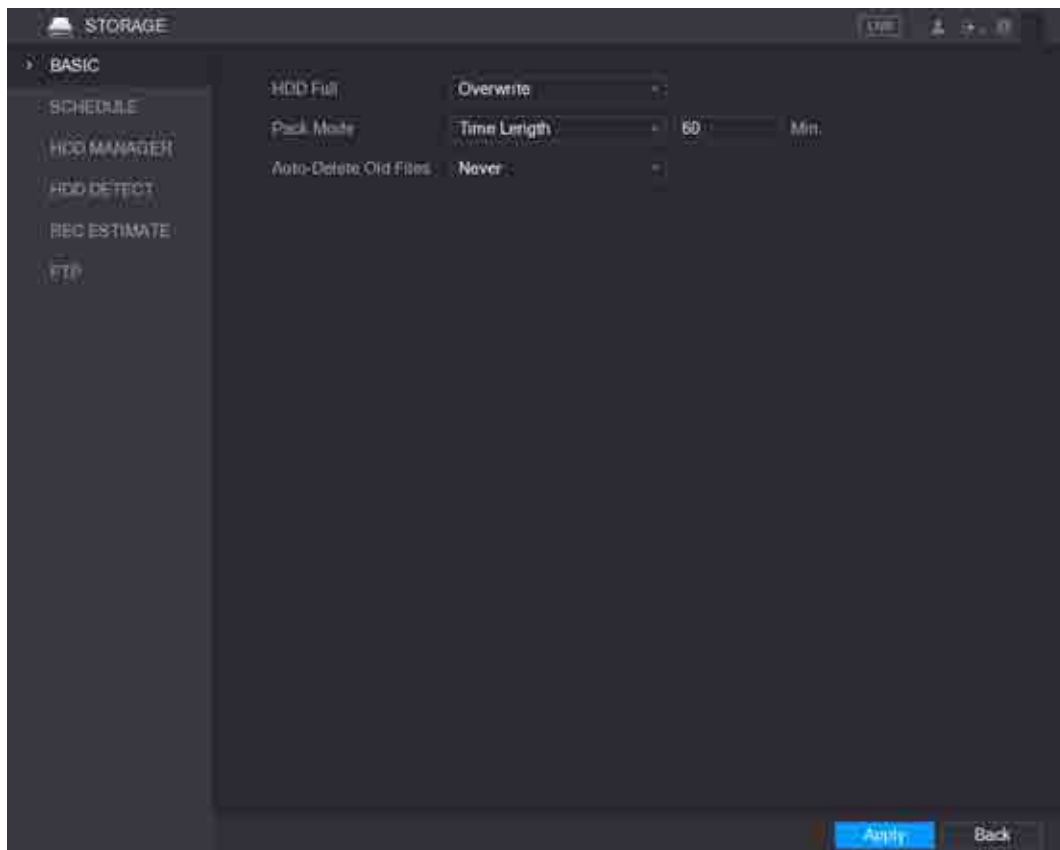 STORAGE
LIVE
BASIC
SCHEDULE
HDD MANAGER
HDD DETECT
REC ESTIMATE
FTP
HDD Full Overwrite
Pack Mode Time Length 60 Min.
Auto-Delete Old Files Never
Apply Back